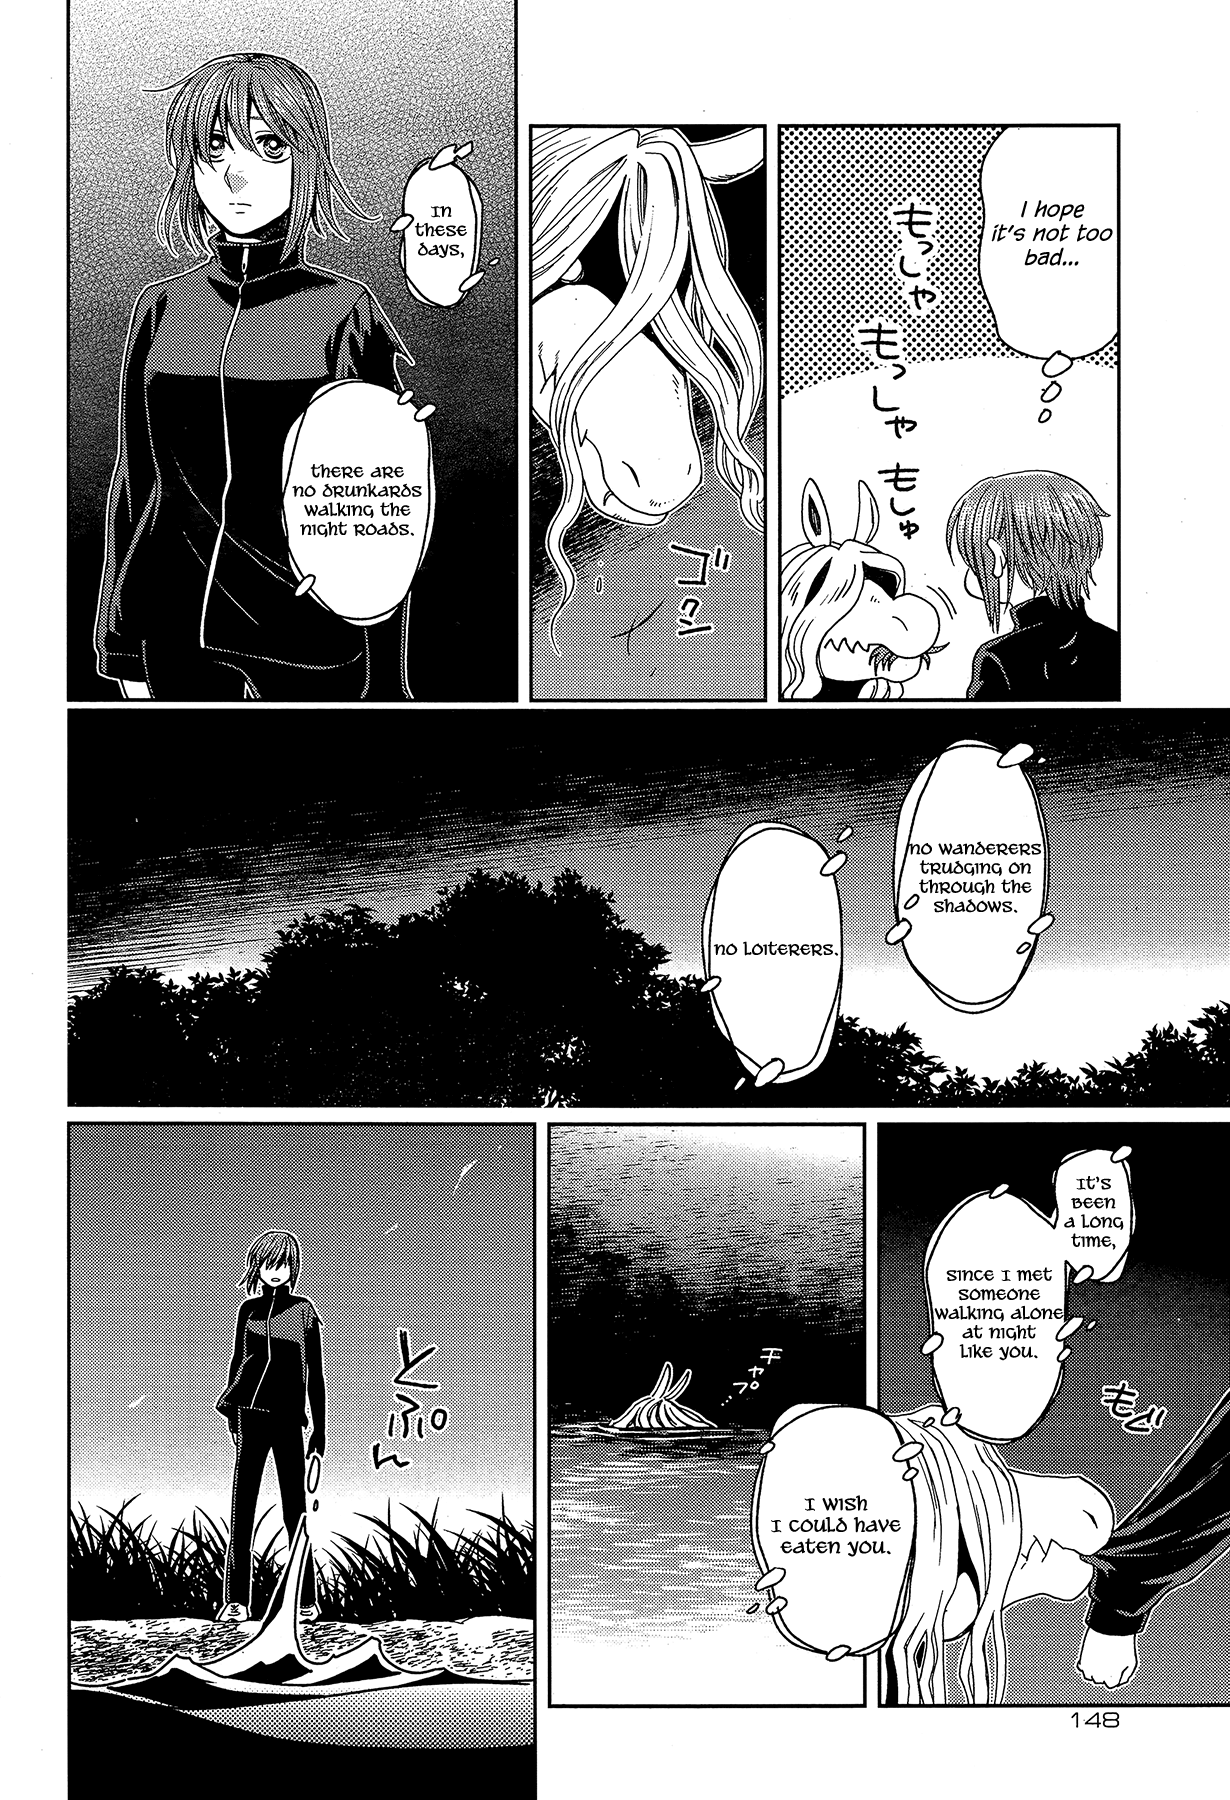 I hope
it's not too
bad...
もっしゃ
もっしゃ
もしゅ
ゴクン
In
these
days,
there are
no drunkards
walking the
night roads.
no wanderers
trudging on
through the
shadows.
no loiterers.
It's
been
a long
time,
since I met
someone
walking alone
at night
like you.
もぐ
I wish
I could have
eaten you.
チャプ…
とぷん
148